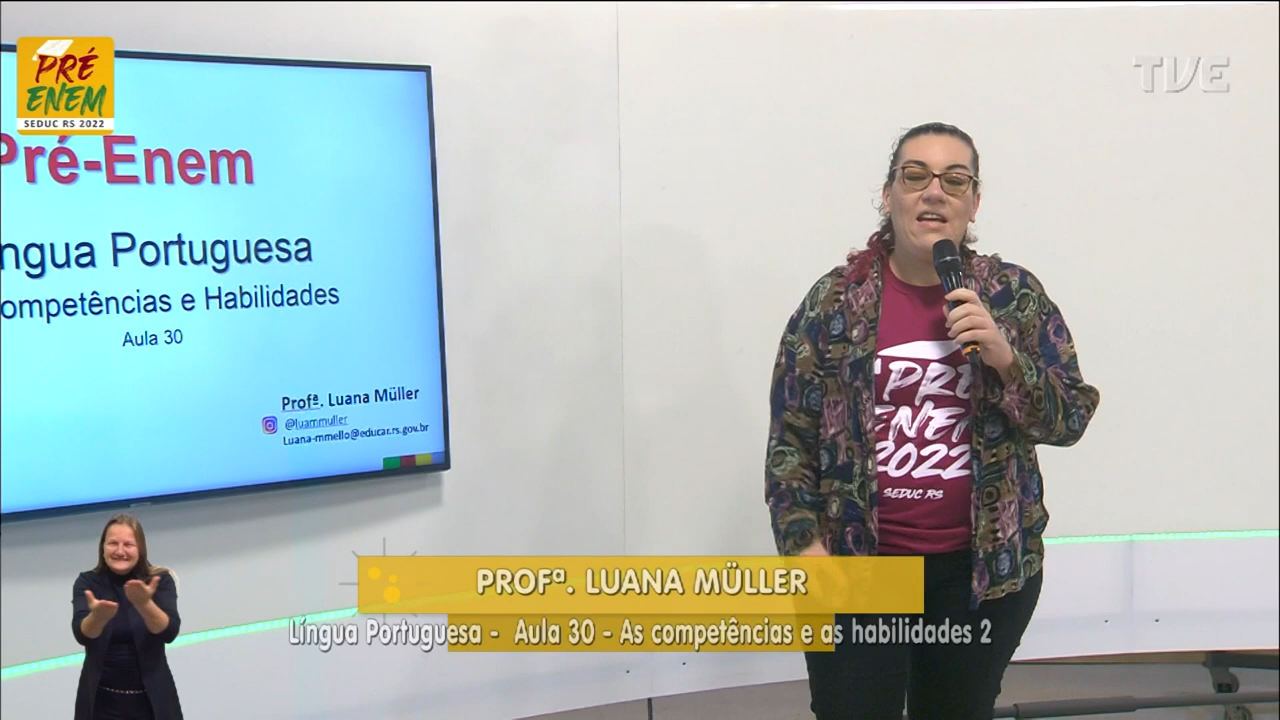 PRÉ
ENEM
SEDUC RS 2022
TVE
Pré-Enem
ngua Portuguesa
ompetências e Habilidades
Aula 30
Profª. Luana Müller
@luammuller
Luana-mmello@educar.rs.gov.br
PRÉ
ENEM
2022
SEDUC RS
PROFª. LUANA MÜLLER
Língua Portuguesa - Aula 30 - As competências e as habilidades 2